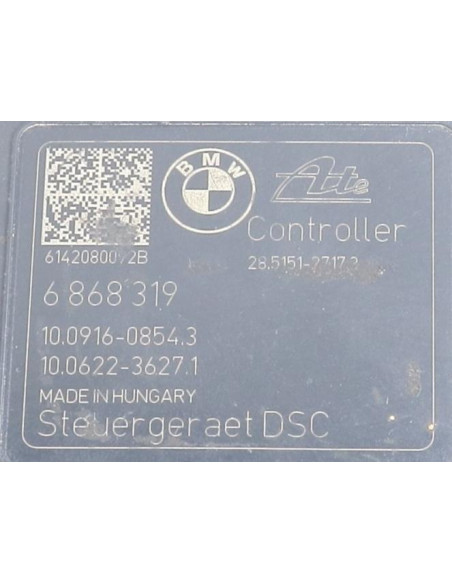 BMW
Ate
Controller
6142080092B
28.5151-2717.3
6 868 319
10.0916-0854.3
10.0622-3627.1
MADE IN HUNGARY
Steuergeraet DSC